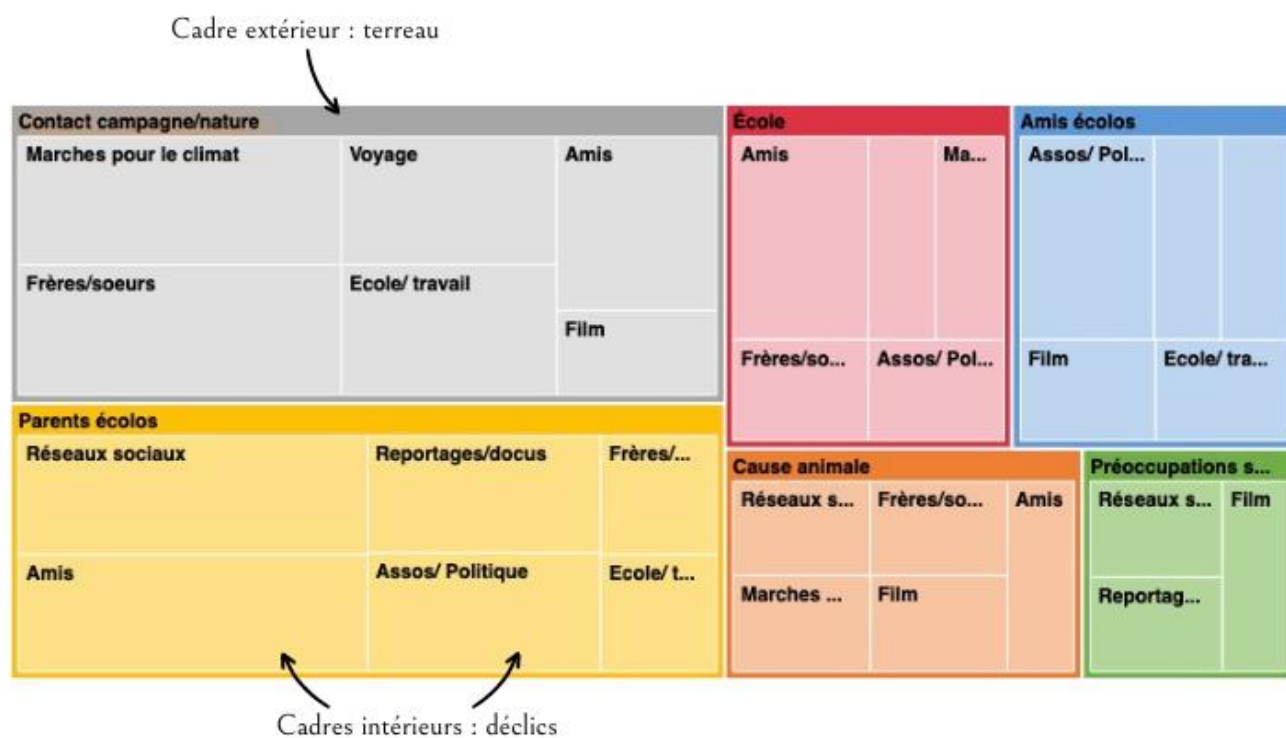 Cadre extérieur : terreau
Contact campagne/nature
Marches pour le climat
Voyage
Amis
Frères/soeurs
Ecole/ travail
Film
Parents écolos
Réseaux sociaux
Reportages/docus
Frères/...
Amis
Assos/ Politique
Ecole/ t...
École
Amis
Ma...
Frères/so...
Assos/ Pol...
Amis écolos
Assos/ Pol...
Film
Ecole/ tra...
Cause animale
Réseaux s...
Frères/so...
Amis
Marches ...
Film
Préoccupations s...
Réseaux s...
Film
Reportag...
Cadres intérieurs : déclics